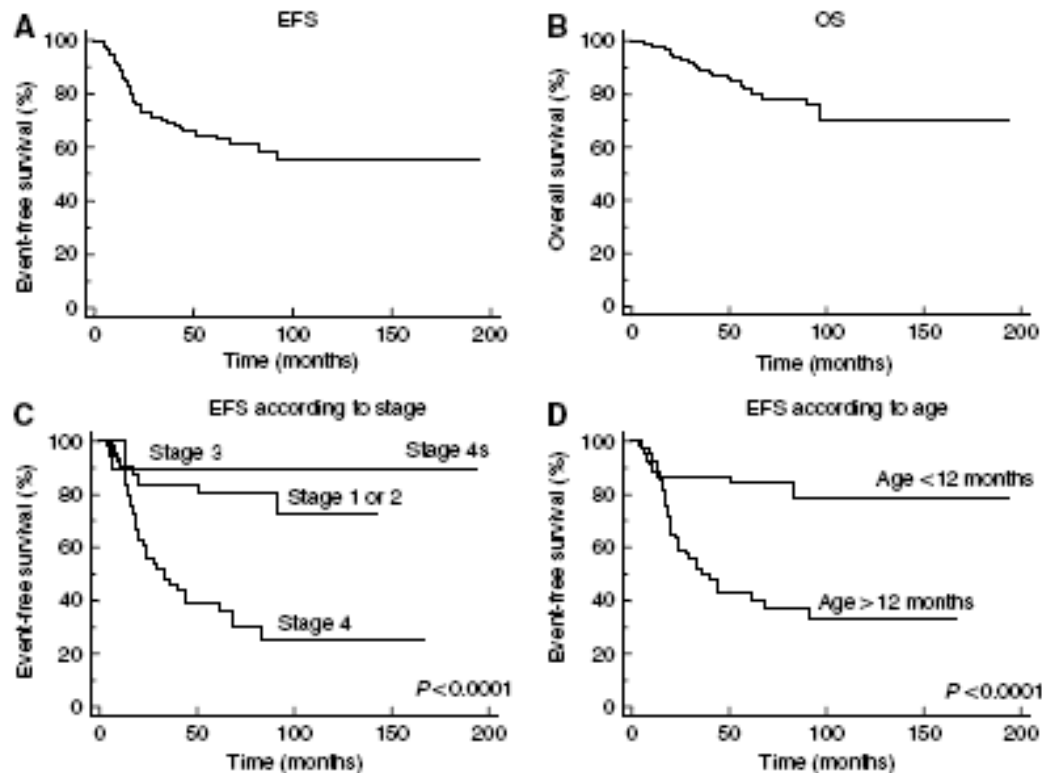 A
EFS
Event-free survival (%)
100
80
60
40
20
0
0 50 100 150 200
Time (months)
B
OS
Overall survival (%)
100
80
60
40
20
0
0 50 100 150 200
Time (months)
C
EFS according to stage
Event-free survival (%)
100
80
60
40
20
0
Stage 3
Stage 4s
Stage 1 or 2
Stage 4
P<0.0001
0 50 100 150 200
Time (months)
D
EFS according to age
Event-free survival (%)
100
80
60
40
20
0
Age <12 months
Age >12 months
P<0.0001
0 50 100 150 200
Time (months)